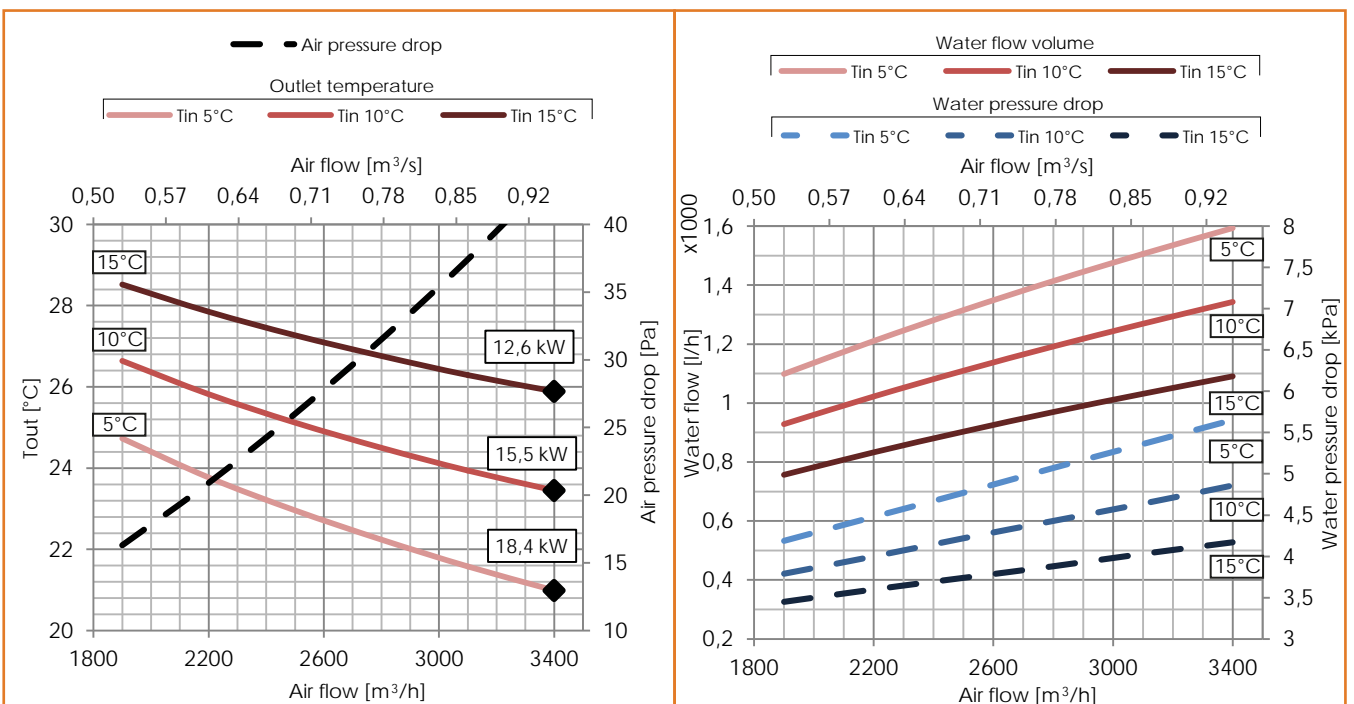 Air pressure drop
Outlet temperature
Tin 5°C Tin 10°C Tin 15°C
Air flow [m³/s]
0,50 0,57 0,64 0,71 0,78 0,85 0,92
30
28
26
24
22
20
Tout [°C]
40
35
30
25
20
15
10
Air pressure drop [Pa]
15°C
10°C
5°C
12,6 kW
15,5 kW
18,4 kW
1800 2200 2600 3000 3400
Air flow [m³/h]
Water flow volume
Tin 5°C Tin 10°C Tin 15°C
Water pressure drop
Tin 5°C Tin 10°C Tin 15°C
Air flow [m³/s]
0,50 0,57 0,64 0,71 0,78 0,85 0,92
x1000
1,6
1,4
1,2
1
0,8
0,6
0,4
0,2
Water flow [l/h]
8
7,5
7
6,5
6
5,5
5
4,5
4
3,5
3
Water pressure drop [kPa]
5°C
10°C
15°C
5°C
10°C
15°C
1800 2200 2600 3000 3400
Air flow [m³/h]